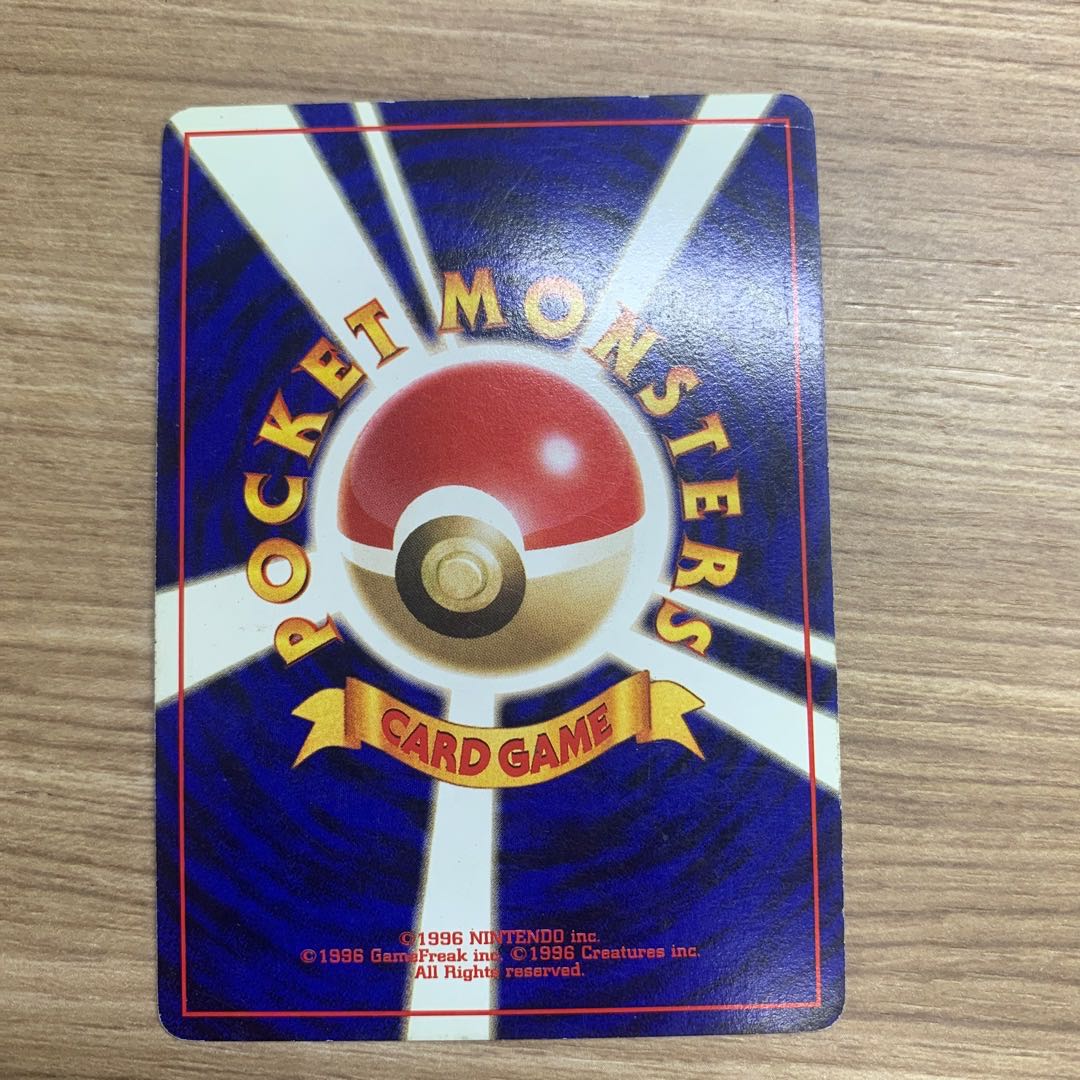 POCKET MONSTERS
CARD GAME
©1996 NINTENDO inc.
©1996 GameFreak inc. ©1996 Creatures inc.
All Rights reserved.